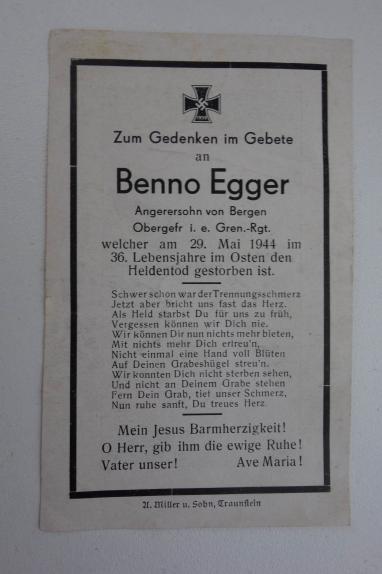 Zum Gedenken im Gebete
an
Benno Egger
Angerersohn von Bergen
Obergefr i. e. Gren.-Rgt.
welcher am 29. Mai 1944 im
36. Lebensjahre im Osten den
Heldentod gestorben ist.
Schwer schon war der Trennungsschmerz
Jetzt aber bricht uns fast das Herz.
Als Held starbst Du für uns zu früh,
Vergessen können wir Dich nie.
Wir können Dir nun nichts mehr bieten,
Mit nichts mehr Dich erfreu'n,
Nicht einmal eine Hand voll Blüten
Auf Deinen Grabeshügel streu'n.
Wir konnten Dich nicht sterben sehen,
Und nicht an Deinem Grabe stehen
Fern Dein Grab, tief unser Schmerz,
Nun ruhe sanft, Du treues Herz.
Mein Jesus Barmherzigkeit!
O Herr, gib ihm die ewige Ruhe!
Vater unser! Ave Maria!
A. Miller u. Sohn, Traunstein